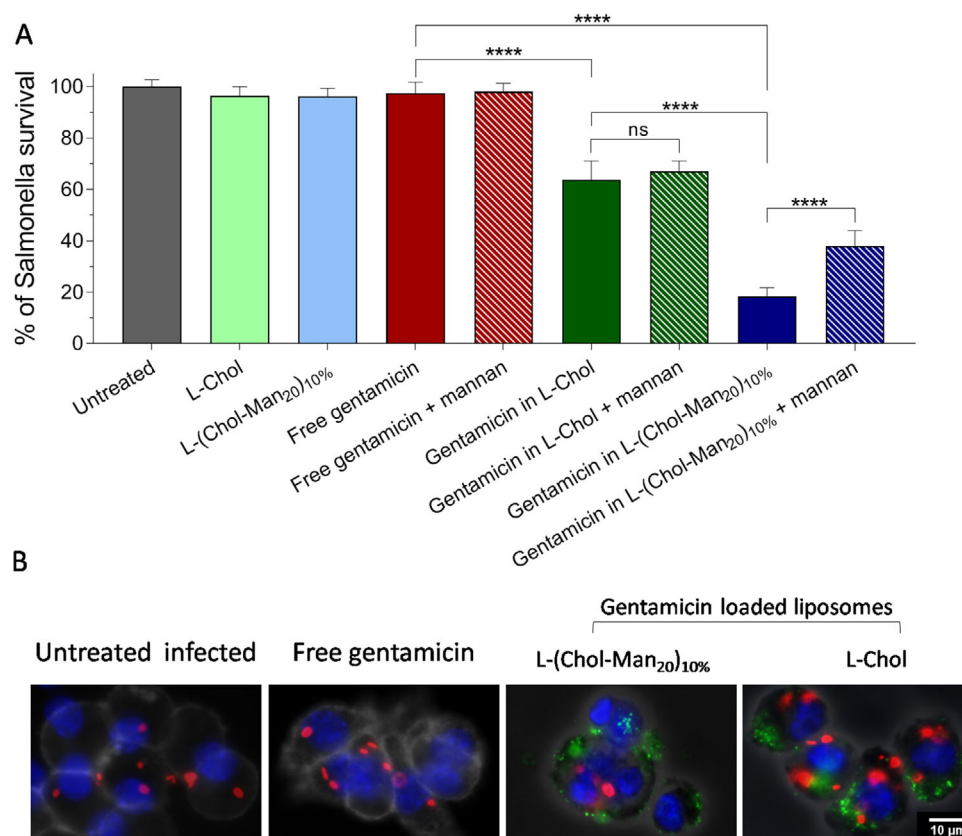 A
****
****
****
ns
****
% of Salmonella survival
100
80
60
40
20
0
Untreated
L-Chol
L-(Chol-Man₂₀)₁₀%
Free gentamicin
Free gentamicin + mannan
Gentamicin in L-Chol
Gentamicin in L-Chol + mannan
Gentamicin in L-(Chol-Man₂₀)₁₀%
Gentamicin in L-(Chol-Man₂₀)₁₀% + mannan
B
Gentamicin loaded liposomes
Untreated infected
Free gentamicin
L-(Chol-Man₂₀)₁₀%
L-Chol
10 µm